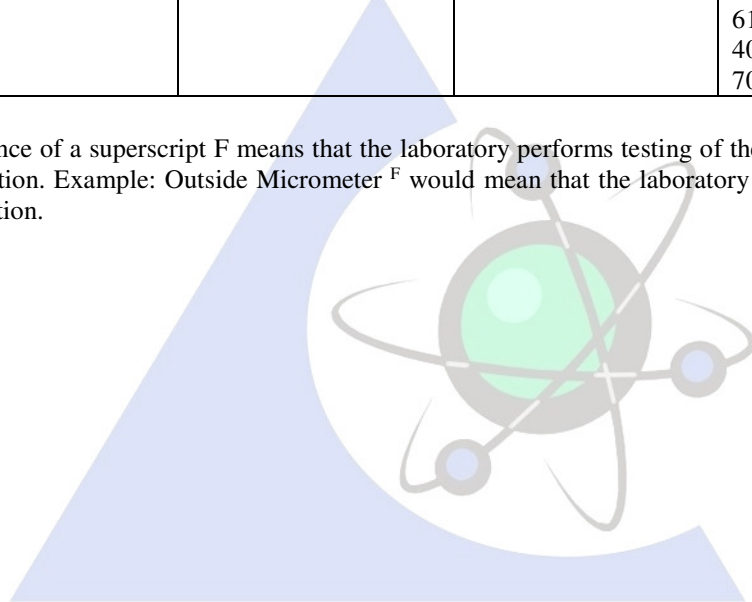 61
40
70
nce of a superscript F means that the laboratory performs testing of the
tion. Example: Outside Micrometer ᶠ would mean that the laboratory
tion.